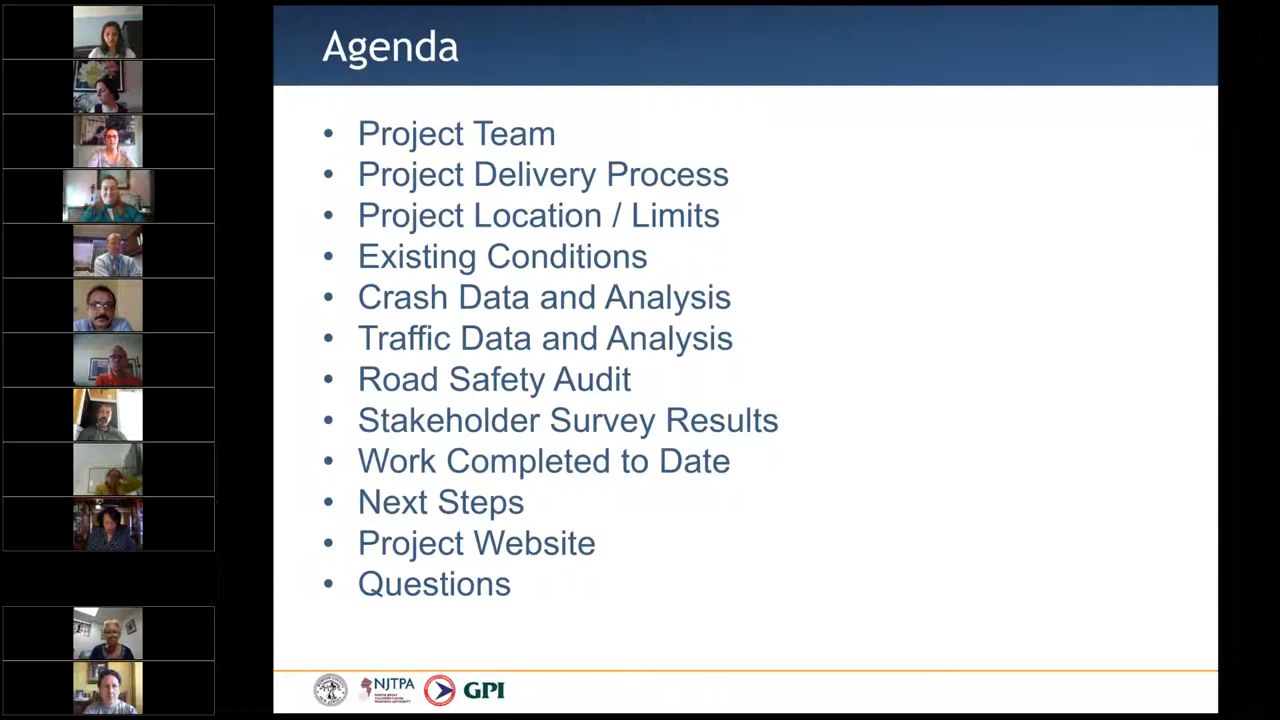 Agenda
• Project Team
• Project Delivery Process
• Project Location / Limits
• Existing Conditions
• Crash Data and Analysis
• Traffic Data and Analysis
• Road Safety Audit
• Stakeholder Survey Results
• Work Completed to Date
• Next Steps
• Project Website
• Questions
NJTPA
GPI